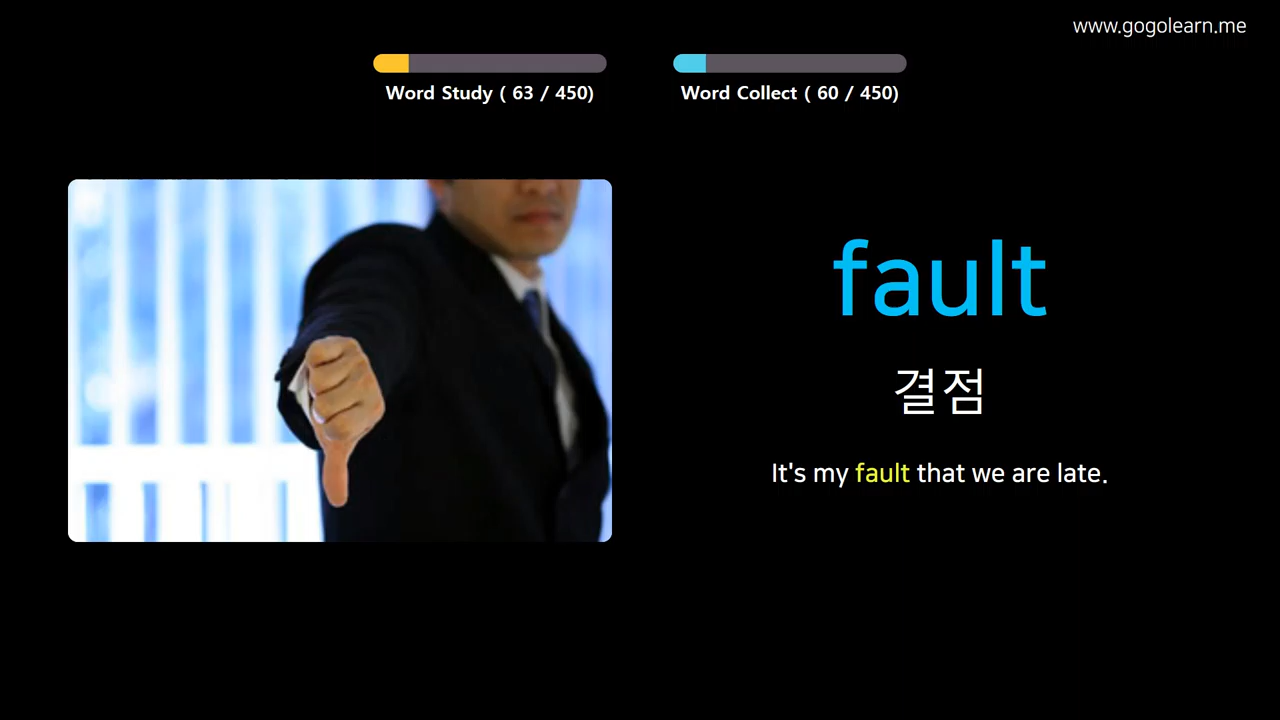 www.gogolearn.me
Word Study ( 63 / 450)
Word Collect ( 60 / 450)
fault
결점
It's my fault that we are late.